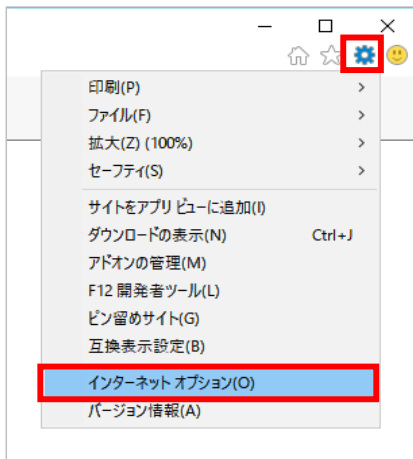 印刷(P)
ファイル(F)
拡大(Z) (100%)
セーフティ(S)
サイトをアプリ ビューに追加(I)
ダウンロードの表示(N) Ctrl+J
アドオンの管理(M)
F12 開発者ツール(L)
ピン留めサイト(G)
互換表示設定(B)
インターネット オプション(O)
バージョン情報(A)